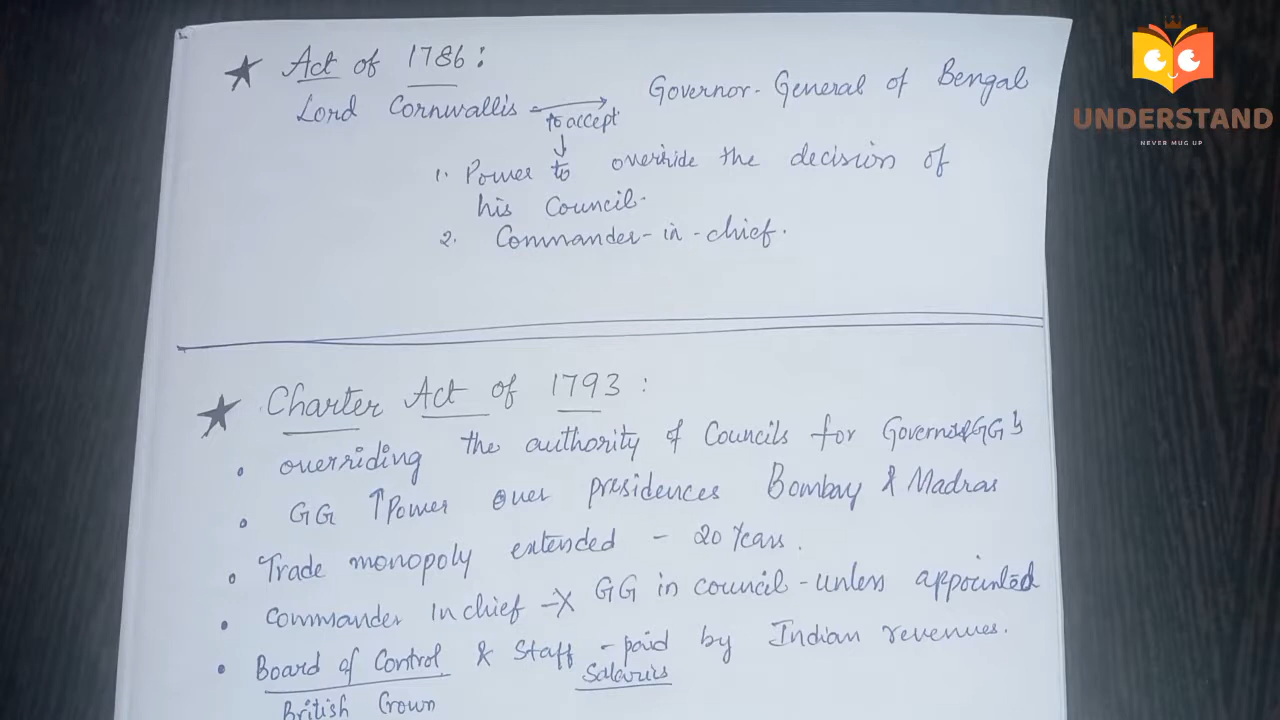 ★ Act of 1786:
Lord Cornwallis → Governor-General of Bengal
to accept
↓
1. Power to override the decision of
his Council.
2. Commander-in-chief.
★ Charter Act of 1793:
• overriding the authority of Councils for Governor&GG's
• GG ↑Power over presidences Bombay & Madras
• Trade monopoly extended - 20 Years.
• Commander In chief -X GG in council - unless appointed
• Board of Control & Staff - paid by Indian revenues.
Salaries
British Crown
UNDERSTAND
NEVER MUG UP